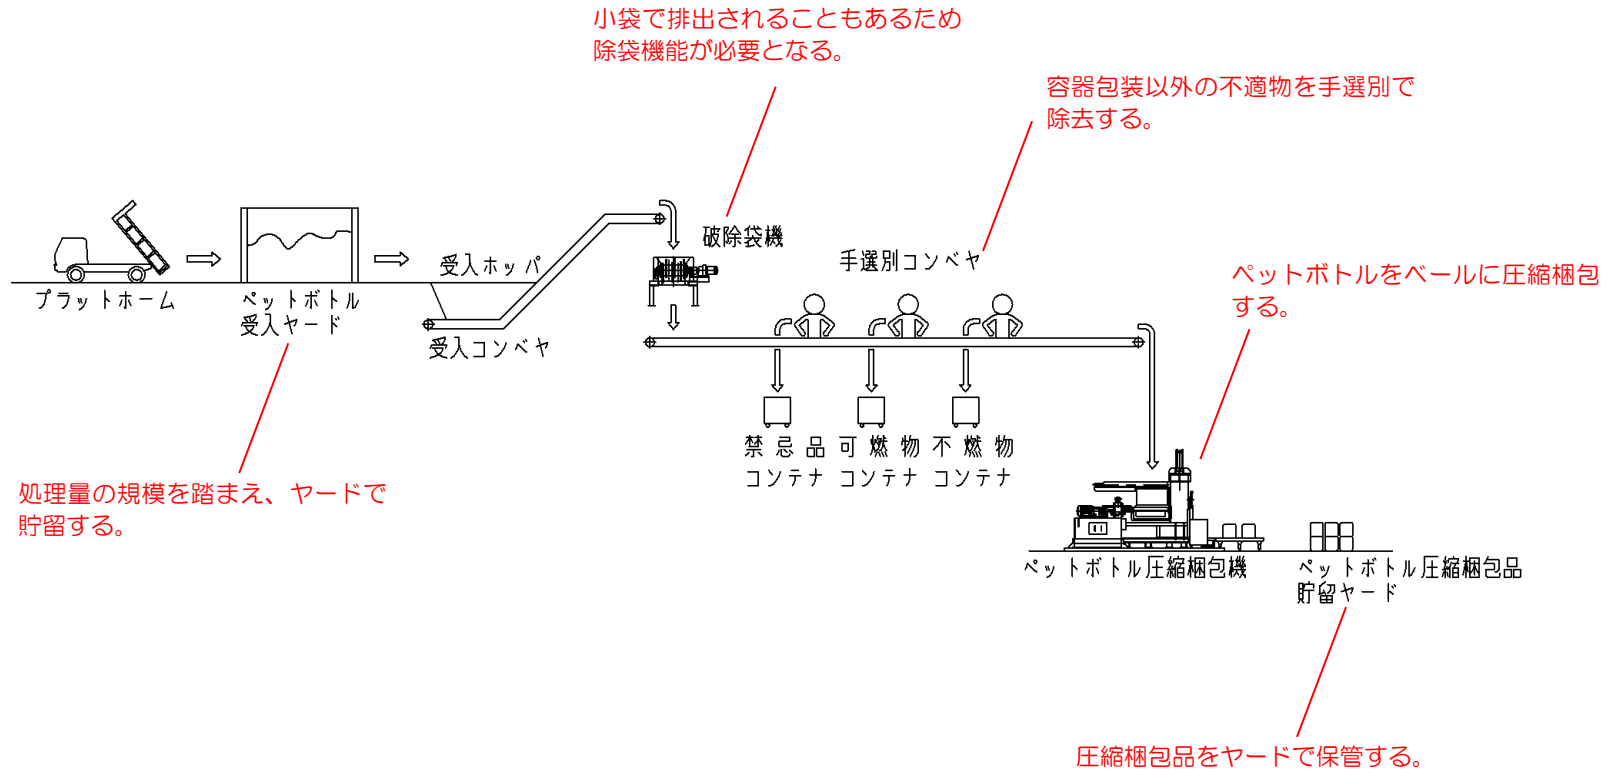 小袋で排出されることもあるため
除袋機能が必要となる。
容器包装以外の不適物を手選別で
除去する。
破除袋機
手選別コンベヤ
受入ホッパ
ペットボトルをベールに圧縮梱包
する。
プラットホーム
ペットボトル
受入ヤード
受入コンベヤ
禁忌品
コンテナ
可燃物
コンテナ
不燃物
コンテナ
処理量の規模を踏まえ、ヤードで
貯留する。
ペットボトル圧縮梱包機
ペットボトル圧縮梱包品
貯留ヤード
圧縮梱包品をヤードで保管する。